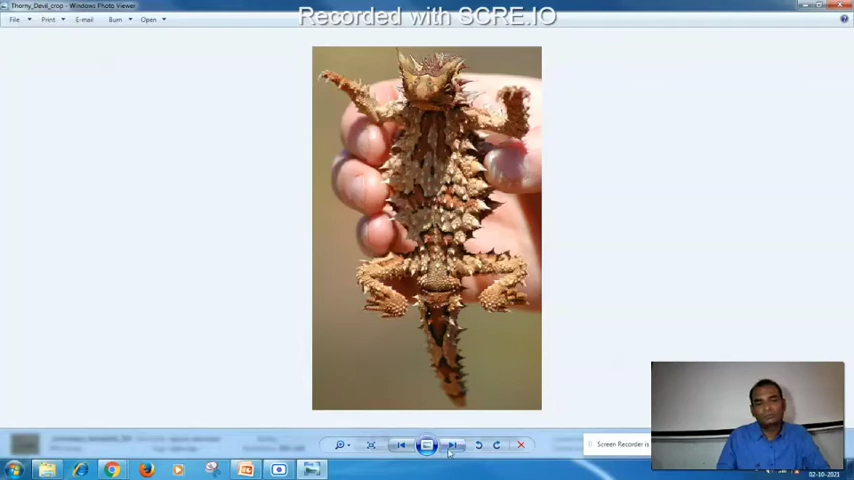 Thorny_Devil_crop - Windows Photo Viewer
Recorded with SCRE.IO
File Print E-mail Burn Open
Screen Recorder is
02-10-2021